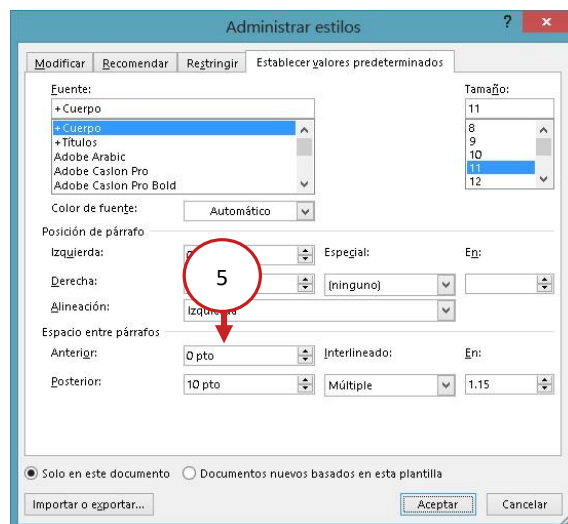 Administrar estilos ? ×
Modificar Recomendar Restringir Establecer valores predeterminados
Fuente: Tamaño:
+Cuerpo 11
+Cuerpo 8
+Títulos 9
Adobe Arabic 10
Adobe Caslon Pro 11
Adobe Caslon Pro Bold 12
Color de fuente: Automático
Posición de párrafo
Izquierda: Especial: En:
5
Derecha: (ninguno)
Alineación:
Espacio entre párrafos
Anterior: 0 pto Interlineado: En:
Posterior: 10 pto Múltiple 1.15
Solo en este documento Documentos nuevos basados en esta plantilla
Importar o exportar... Aceptar Cancelar